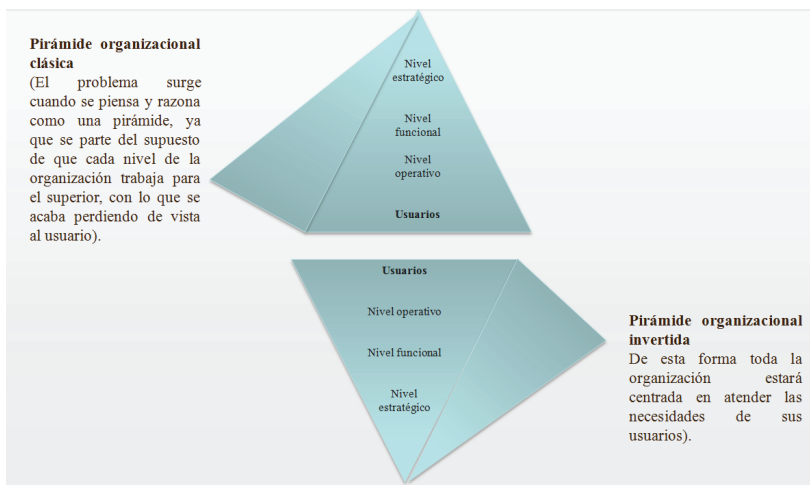 Pirámide organizacional
clásica
(El problema surge
cuando se piensa y razona
como una pirámide, ya
que se parte del supuesto
de que cada nivel de la
organización trabaja para
el superior, con lo que se
acaba perdiendo de vista
al usuario).
Nivel
estratégico
Nivel
funcional
Nivel
operativo
Usuarios
Usuarios
Nivel operativo
Nivel funcional
Nivel
estratégico
Pirámide organizacional
invertida
De esta forma toda la
organización estará
centrada en atender las
necesidades de sus
usuarios).